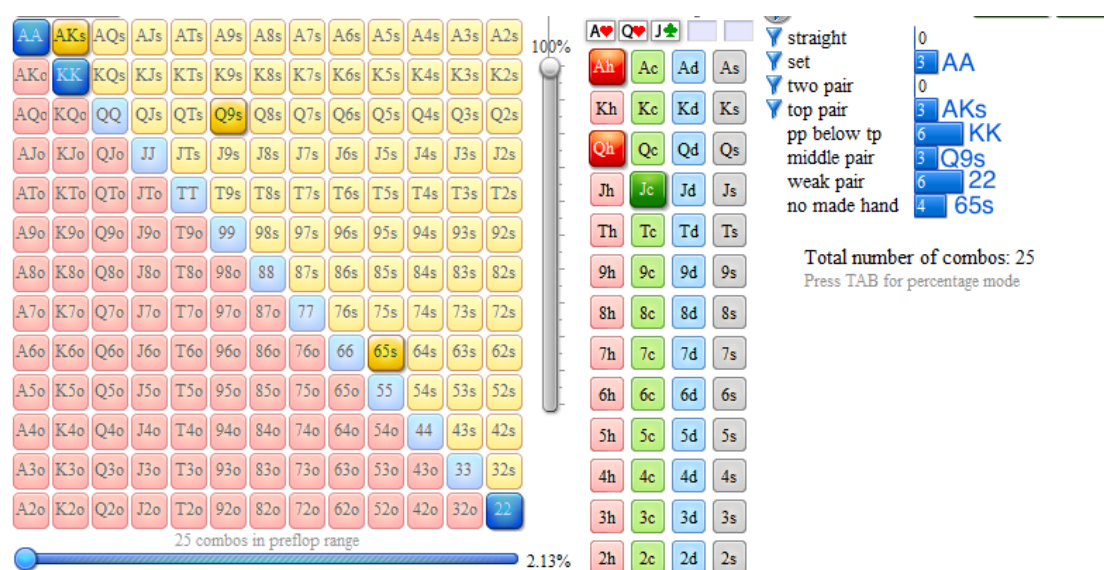 AA AKs AQs AJs ATs A9s A8s A7s A6s A5s A4s A3s A2s
AKo KK KQs KJs KTs K9s K8s K7s K6s K5s K4s K3s K2s
AQo KQo QQ QJs QTs Q9s Q8s Q7s Q6s Q5s Q4s Q3s Q2s
AJo KJo QJo JJ JTs J9s J8s J7s J6s J5s J4s J3s J2s
ATo KTo QTo JTo TT T9s T8s T7s T6s T5s T4s T3s T2s
A9o K9o Q9o J9o T9o 99 98s 97s 96s 95s 94s 93s 92s
A8o K8o Q8o J8o T8o 98o 88 87s 86s 85s 84s 83s 82s
A7o K7o Q7o J7o T7o 97o 87o 77 76s 75s 74s 73s 72s
A6o K6o Q6o J6o T6o 96o 86o 76o 66 65s 64s 63s 62s
A5o K5o Q5o J5o T5o 95o 85o 75o 65o 55 54s 53s 52s
A4o K4o Q4o J4o T4o 94o 84o 74o 64o 54o 44 43s 42s
A3o K3o Q3o J3o T3o 93o 83o 73o 63o 53o 43o 33 32s
A2o K2o Q2o J2o T2o 92o 82o 72o 62o 52o 42o 32o 22
25 combos in preflop range
2.13%
100%
A♥ Q♥ J♣
Ah Ac Ad As
Kh Kc Kd Ks
Qh Qc Qd Qs
Jh Jc Jd Js
Th Tc Td Ts
9h 9c 9d 9s
8h 8c 8d 8s
7h 7c 7d 7s
6h 6c 6d 6s
5h 5c 5d 5s
4h 4c 4d 4s
3h 3c 3d 3s
2h 2c 2d 2s
straight 0
set 3 AA
two pair 0
top pair 3 AKs
pp below tp 6 KK
middle pair 3 Q9s
weak pair 6 22
no made hand 4 65s
Total number of combos: 25
Press TAB for percentage mode